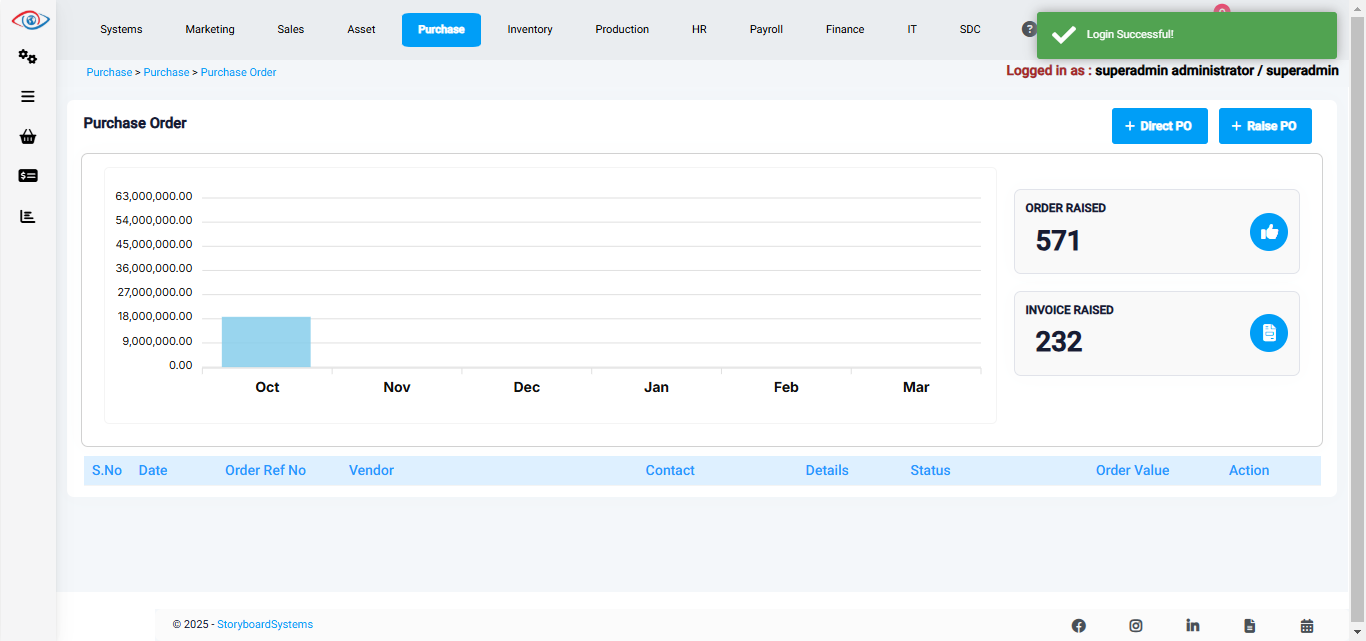 Systems Marketing Sales Asset Purchase Inventory Production HR Payroll Finance IT SDC ?
Login Successful!
Purchase > Purchase > Purchase Order
Logged in as : superadmin administrator / superadmin
Purchase Order
+ Direct PO
+ Raise PO
63,000,000.00
54,000,000.00
45,000,000.00
36,000,000.00
27,000,000.00
18,000,000.00
9,000,000.00
0.00
Oct Nov Dec Jan Feb Mar
ORDER RAISED
571
INVOICE RAISED
232
S.No Date Order Ref No Vendor Contact Details Status Order Value Action
© 2025 - StoryboardSystems